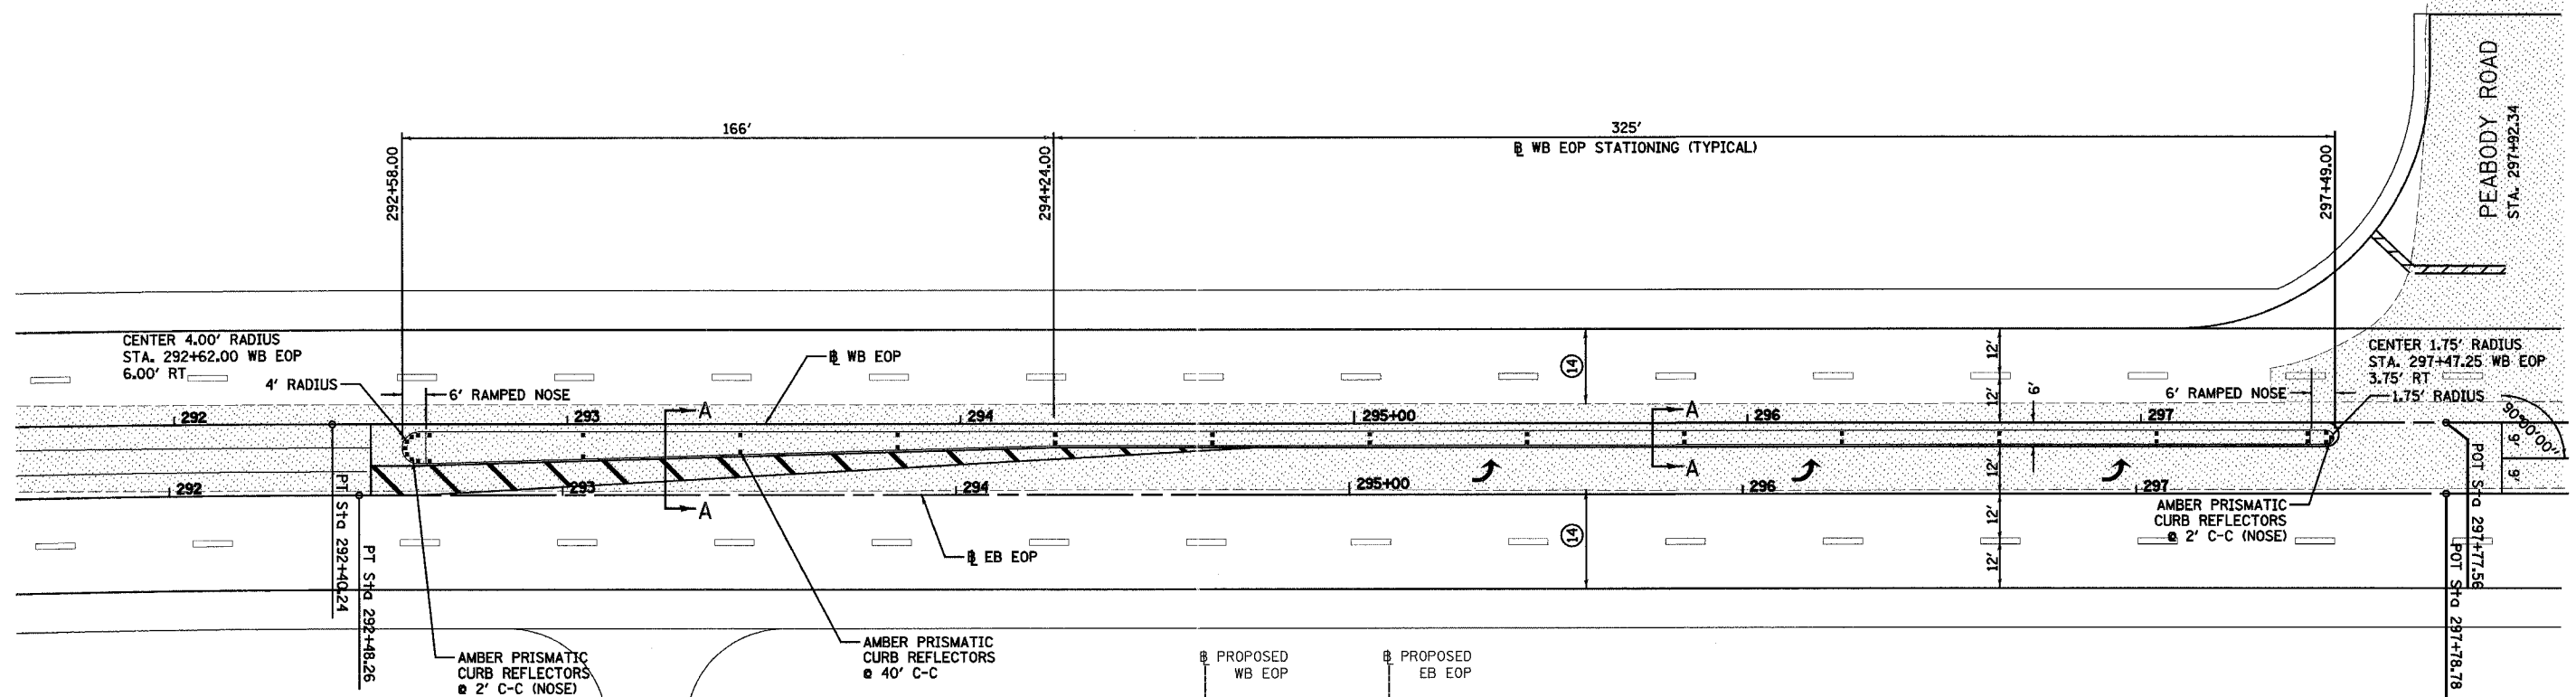 166'
325'
B WB EOP STATIONING (TYPICAL)
292+58.00
294+24.00
297+49.00
PEABODY ROAD
STA. 297+92.34
CENTER 4.00' RADIUS
STA. 292+62.00 WB EOP
6.00' RT
4' RADIUS
6' RAMPED NOSE
B WB EOP
14
12'
12'
6'
CENTER 1.75' RADIUS
STA. 297+47.25 WB EOP
3.75' RT
6' RAMPED NOSE
1.75' RADIUS
90°00'00"
292
293
A
294
295+00
A
296
297
9'
9'
292
293
A
294
295+00
A
296
297
12'
12'
12'
14
B EB EOP
AMBER PRISMATIC
CURB REFLECTORS
@ 2' C-C (NOSE)
PT Sta 292+40.24
PT Sta 292+48.26
POT Sta 297+77.56
POT Sta 297+78.78
AMBER PRISMATIC
CURB REFLECTORS
@ 2' C-C (NOSE)
AMBER PRISMATIC
CURB REFLECTORS
@ 40' C-C
B PROPOSED
WB EOP
B PROPOSED
EB EOP